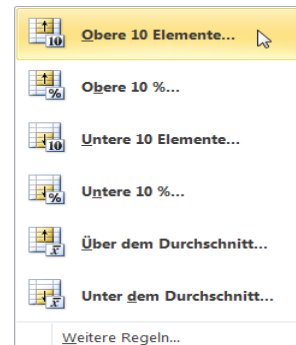 Obere 10 Elemente...
Obere 10 %...
Untere 10 Elemente...
Untere 10 %...
Über dem Durchschnitt...
Unter dem Durchschnitt...
Weitere Regeln...